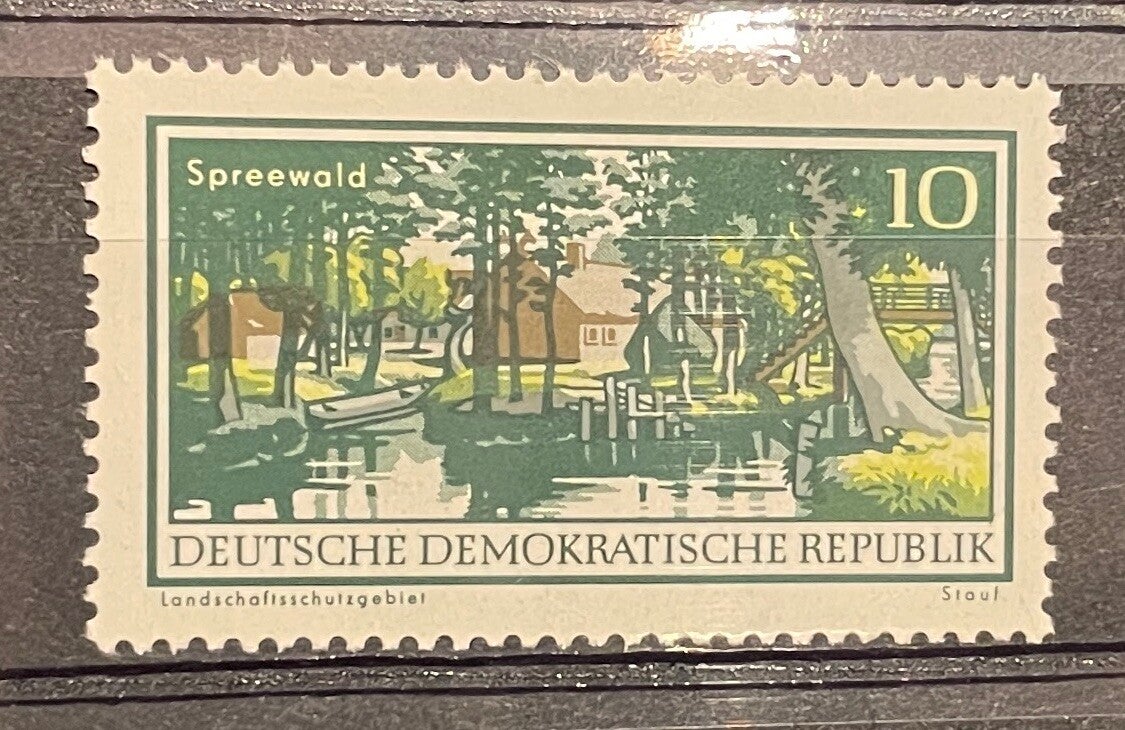 Spreewald
10
DEUTSCHE DEMOKRATISCHE REPUBLIK
Landschaftsschutzgebiet
Stauf